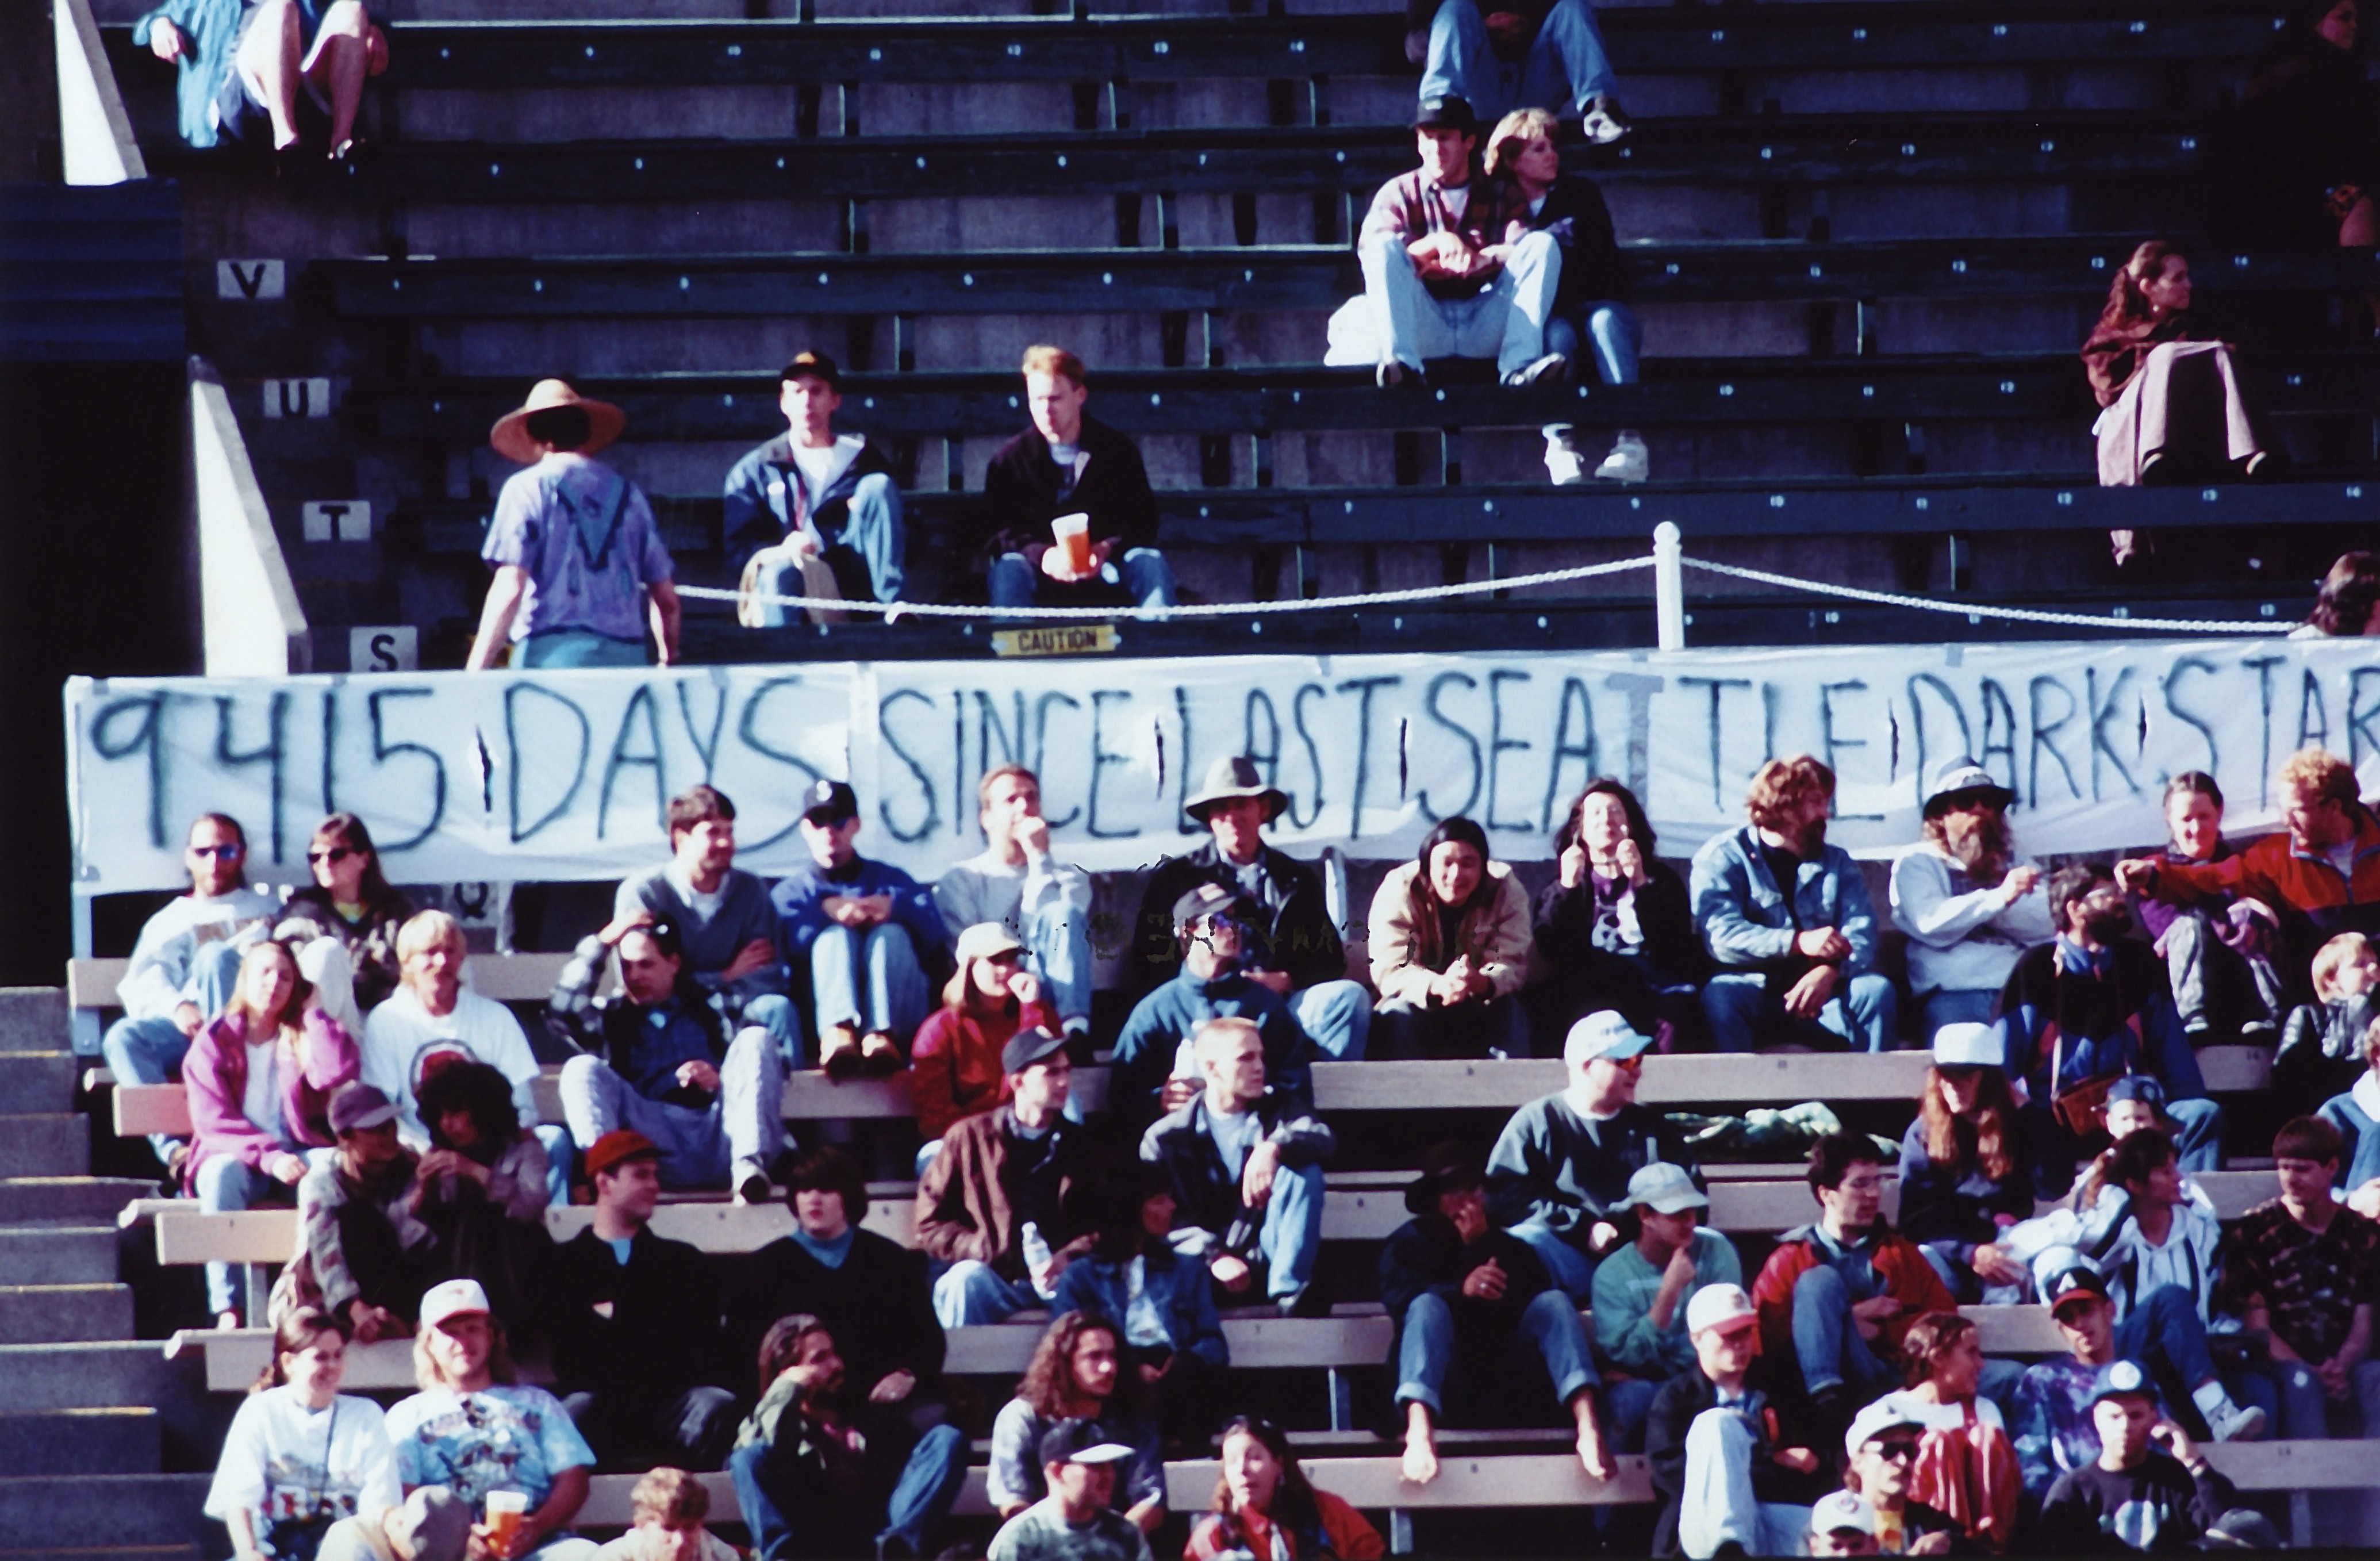 V
U
T
S
CAUTION
9415 DAYS SINCE LAST SEATTLE DARK STAR
Q